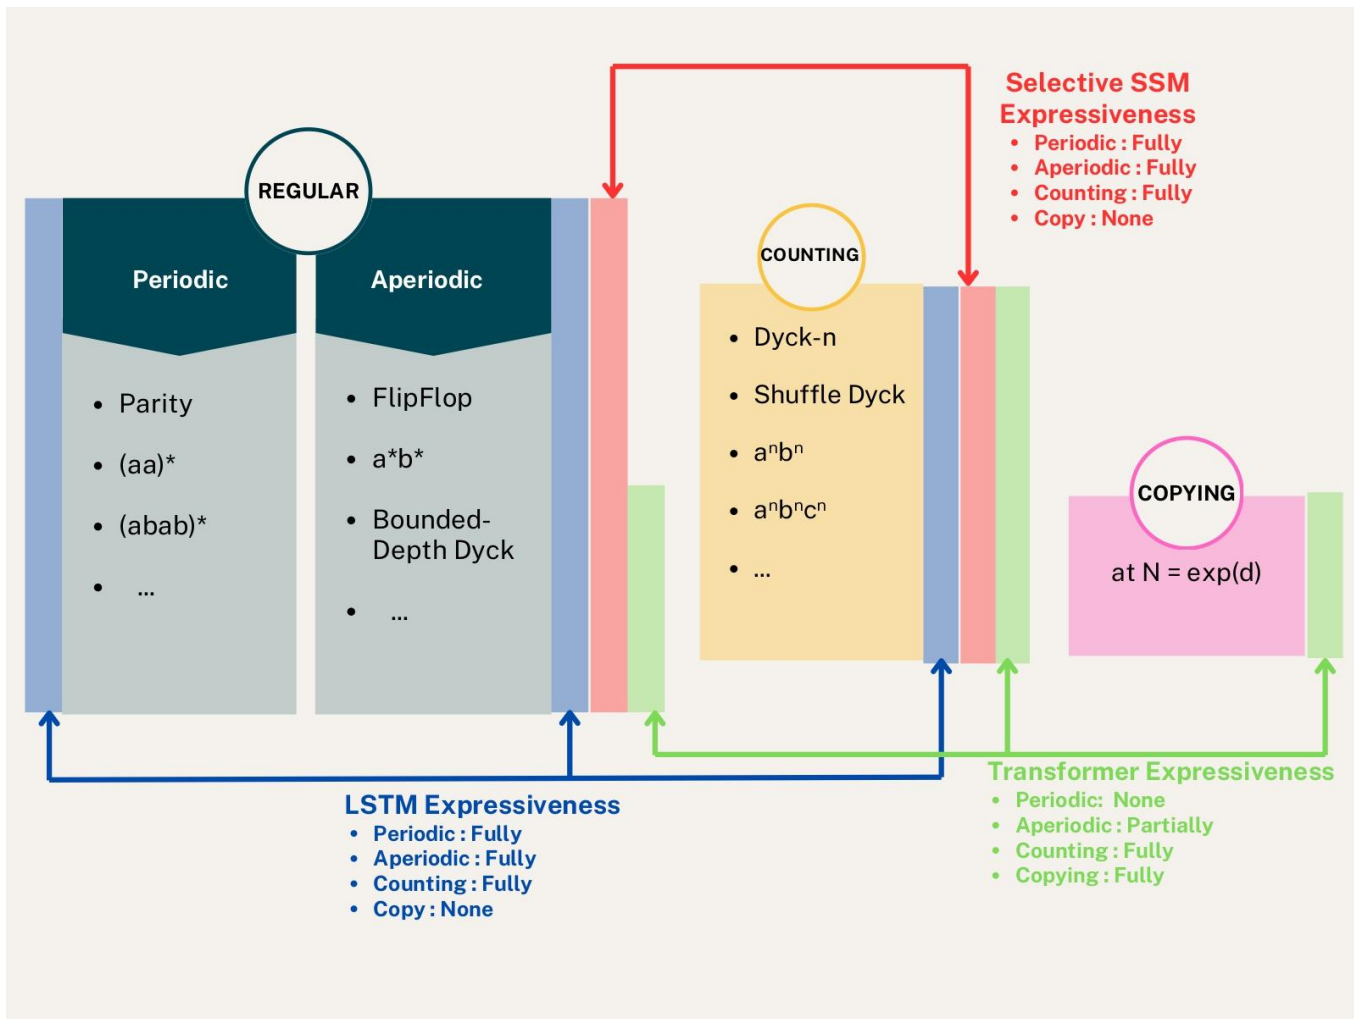 REGULAR
Periodic
• Parity
• (aa)*
• (abab)*
• ...
Aperiodic
• FlipFlop
• a*b*
• Bounded-
Depth Dyck
• ...
COUNTING
• Dyck-n
• Shuffle Dyck
• aⁿbⁿ
• aⁿbⁿcⁿ
• ...
COPYING
at N = exp(d)
Selective SSM
Expressiveness
• Periodic : Fully
• Aperiodic : Fully
• Counting : Fully
• Copy : None
LSTM Expressiveness
• Periodic : Fully
• Aperiodic : Fully
• Counting : Fully
• Copy : None
Transformer Expressiveness
• Periodic: None
• Aperiodic : Partially
• Counting : Fully
• Copying : Fully